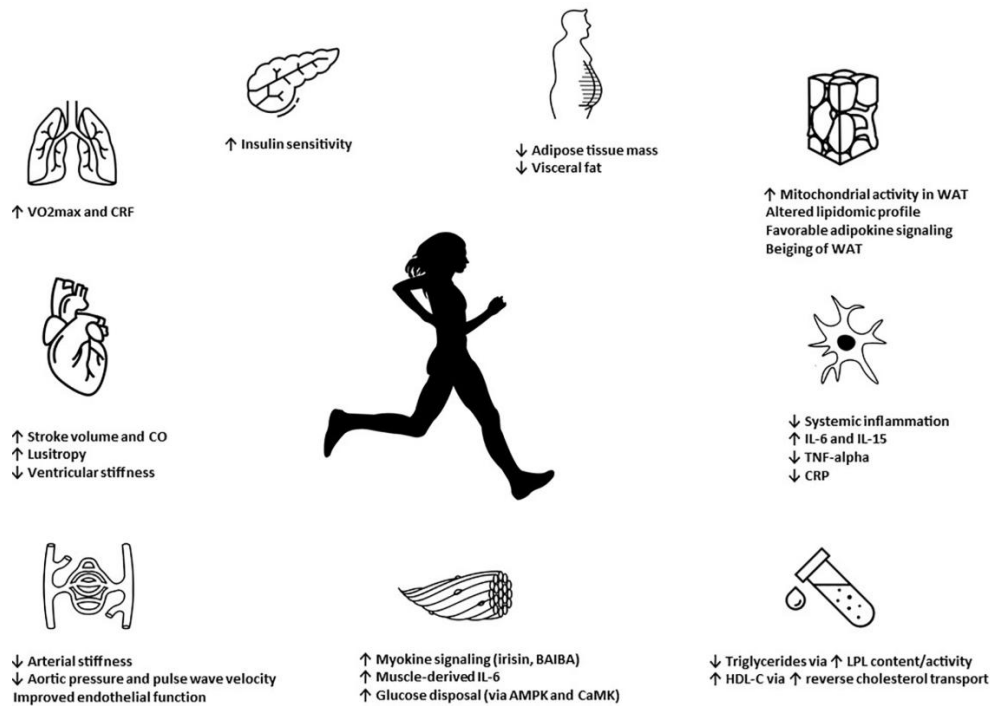 ↑ Insulin sensitivity
↓ Adipose tissue mass
↓ Visceral fat
↑ VO2max and CRF
↑ Mitochondrial activity in WAT
Altered lipidomic profile
Favorable adipokine signaling
Beiging of WAT
↑ Stroke volume and CO
↑ Lusitropy
↓ Ventricular stiffness
↓ Systemic inflammation
↑ IL-6 and IL-15
↓ TNF-alpha
↓ CRP
↓ Arterial stiffness
↓ Aortic pressure and pulse wave velocity
Improved endothelial function
↑ Myokine signaling (irisin, BAIBA)
↑ Muscle-derived IL-6
↑ Glucose disposal (via AMPK and CaMK)
↓ Triglycerides via ↑ LPL content/activity
↑ HDL-C via ↑ reverse cholesterol transport